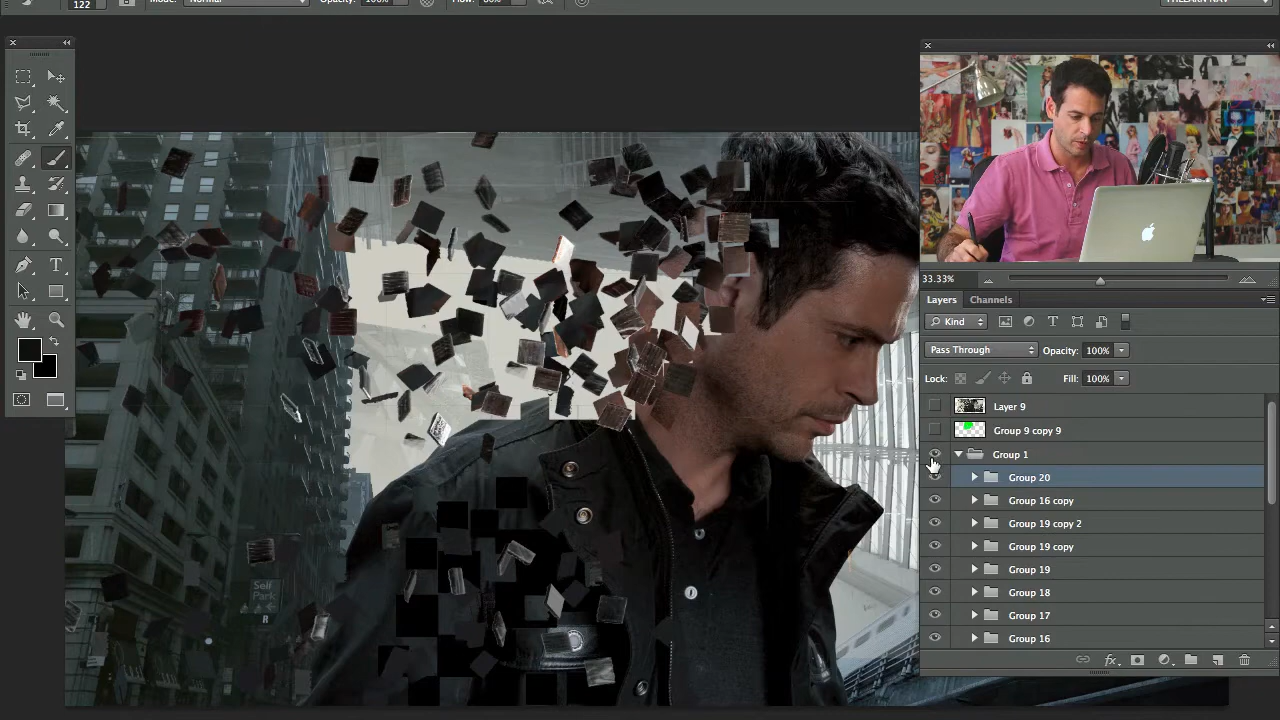 122
Mode: Normal
Opacity: 100%
Flow:
33.33%
Layers Channels
Kind
Pass Through Opacity: 100%
Lock: Fill: 100%
Layer 9
Group 9 copy 9
Group 1
Group 20
Group 16 copy
Group 19 copy 2
Group 19 copy
Group 19
Group 18
Group 17
Group 16
Self
Park
R
fx
T
T